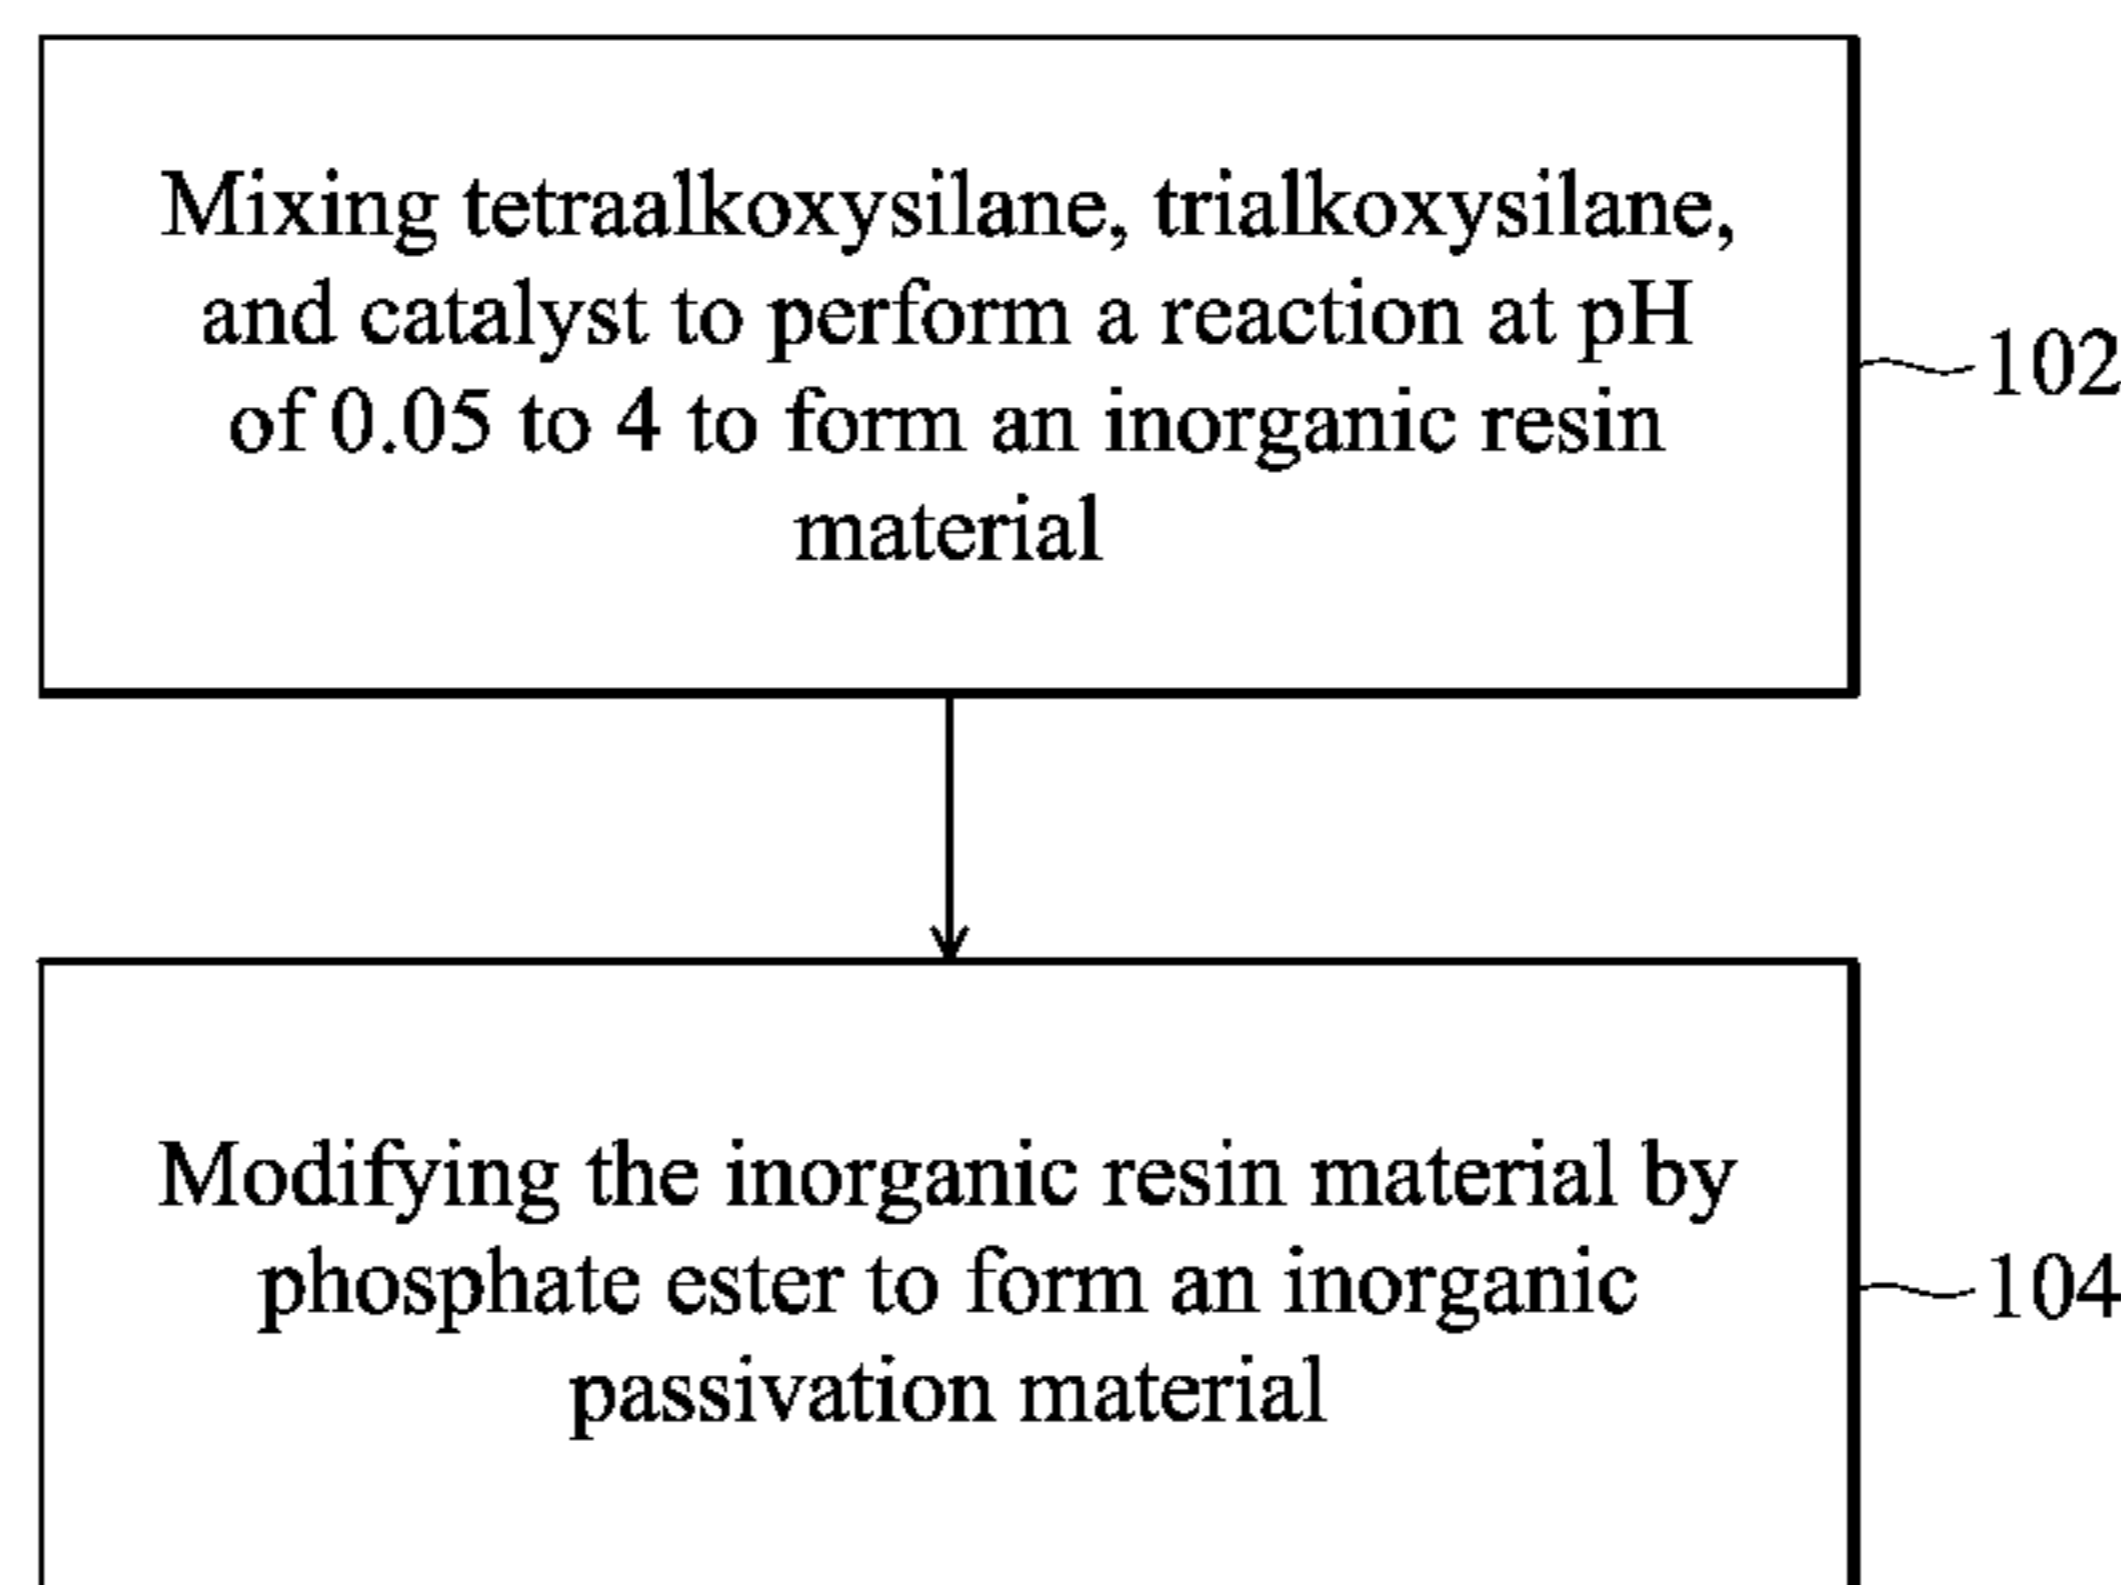 Mixing tetraalkoxysilane, trialkoxysilane,
and catalyst to perform a reaction at pH
of 0.05 to 4 to form an inorganic resin
material
102
Modifying the inorganic resin material by
phosphate ester to form an inorganic
passivation material
104